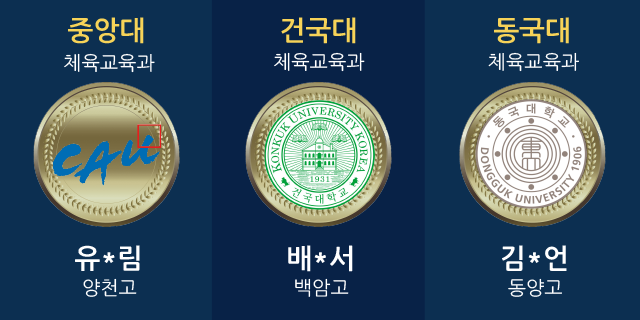 중앙대
체육교육과
CAU
유*림
양천고
건국대
체육교육과
KONKUK UNIVERSITY KOREA
1931
건국대학교
배*서
백암고
동국대
체육교육과
동국대학교
DONGGUK UNIVERSITY 1906
김*언
동양고